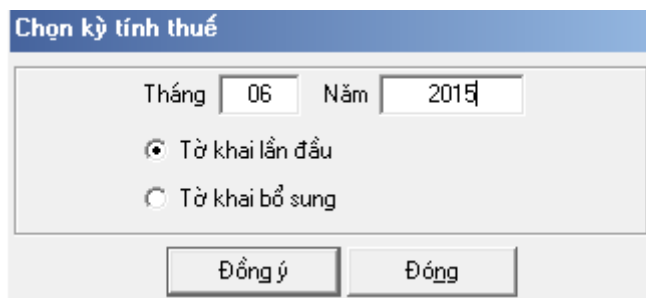 Chọn kỳ tính thuế
Tháng 06 Năm 2015
Tờ khai lần đầu
Tờ khai bổ sung
Đồng ý Đóng